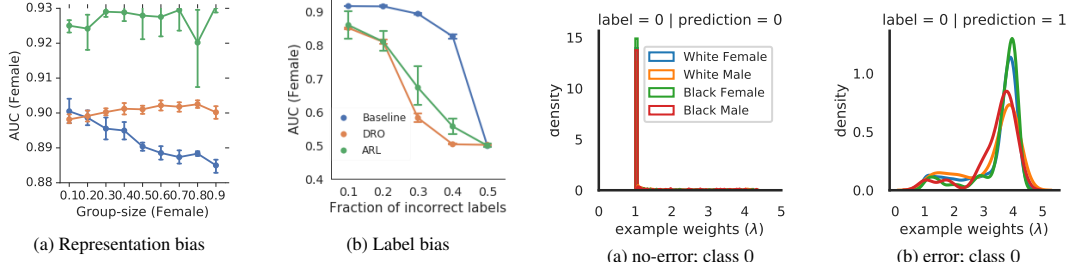 0.93
0.92
0.91
0.90
0.89
0.88
AUC (Female)
0.10.20.30.40.50.60.70.80.9
Group-size (Female)
(a) Representation bias
0.9
0.8
0.7
0.6
0.5
0.4
AUC (Female)
Baseline
DRO
ARL
0.1 0.2 0.3 0.4 0.5
Fraction of incorrect labels
(b) Label bias
label = 0 | prediction = 0
15
10
5
0
density
White Female
White Male
Black Female
Black Male
0 1 2 3 4 5
example weights (λ)
(a) no-error; class 0
label = 0 | prediction = 1
1.0
0.5
0.0
density
0 1 2 3 4 5
example weights (λ)
(b) error; class 0